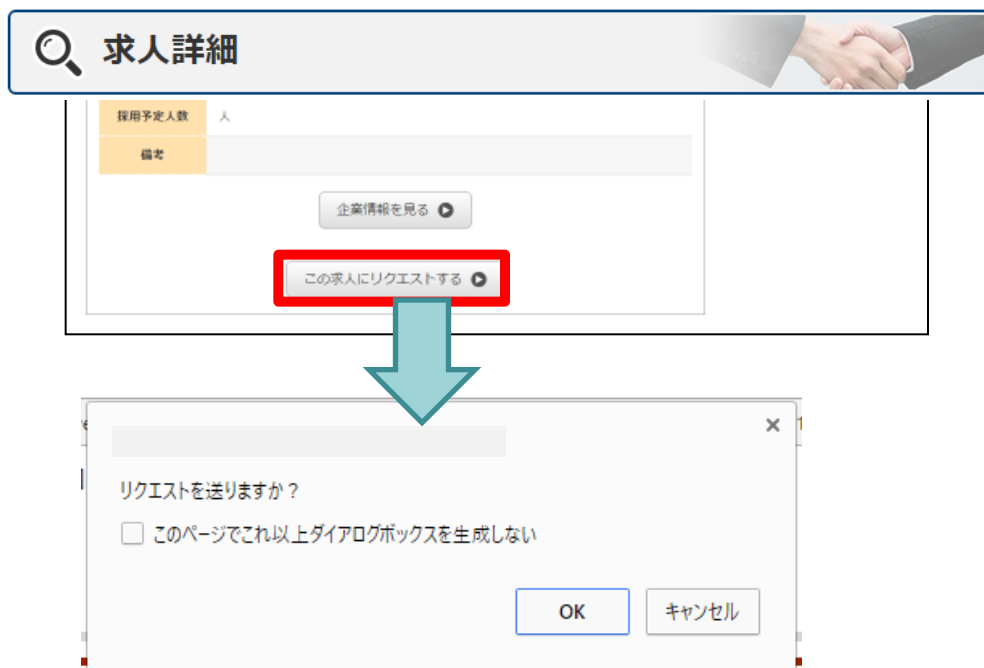 求人詳細
採用予定人数 人
備考
企業情報を見る
この求人にリクエストする
リクエストを送りますか？
このページでこれ以上ダイアログボックスを生成しない
OK キャンセル